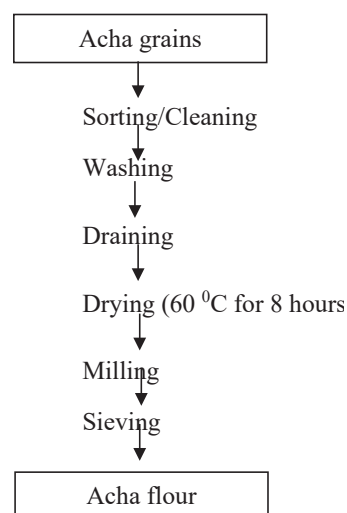 Acha grains
Sorting/Cleaning
Washing
Draining
Drying (60 ⁰C for 8 hours
Milling
Sieving
Acha flour